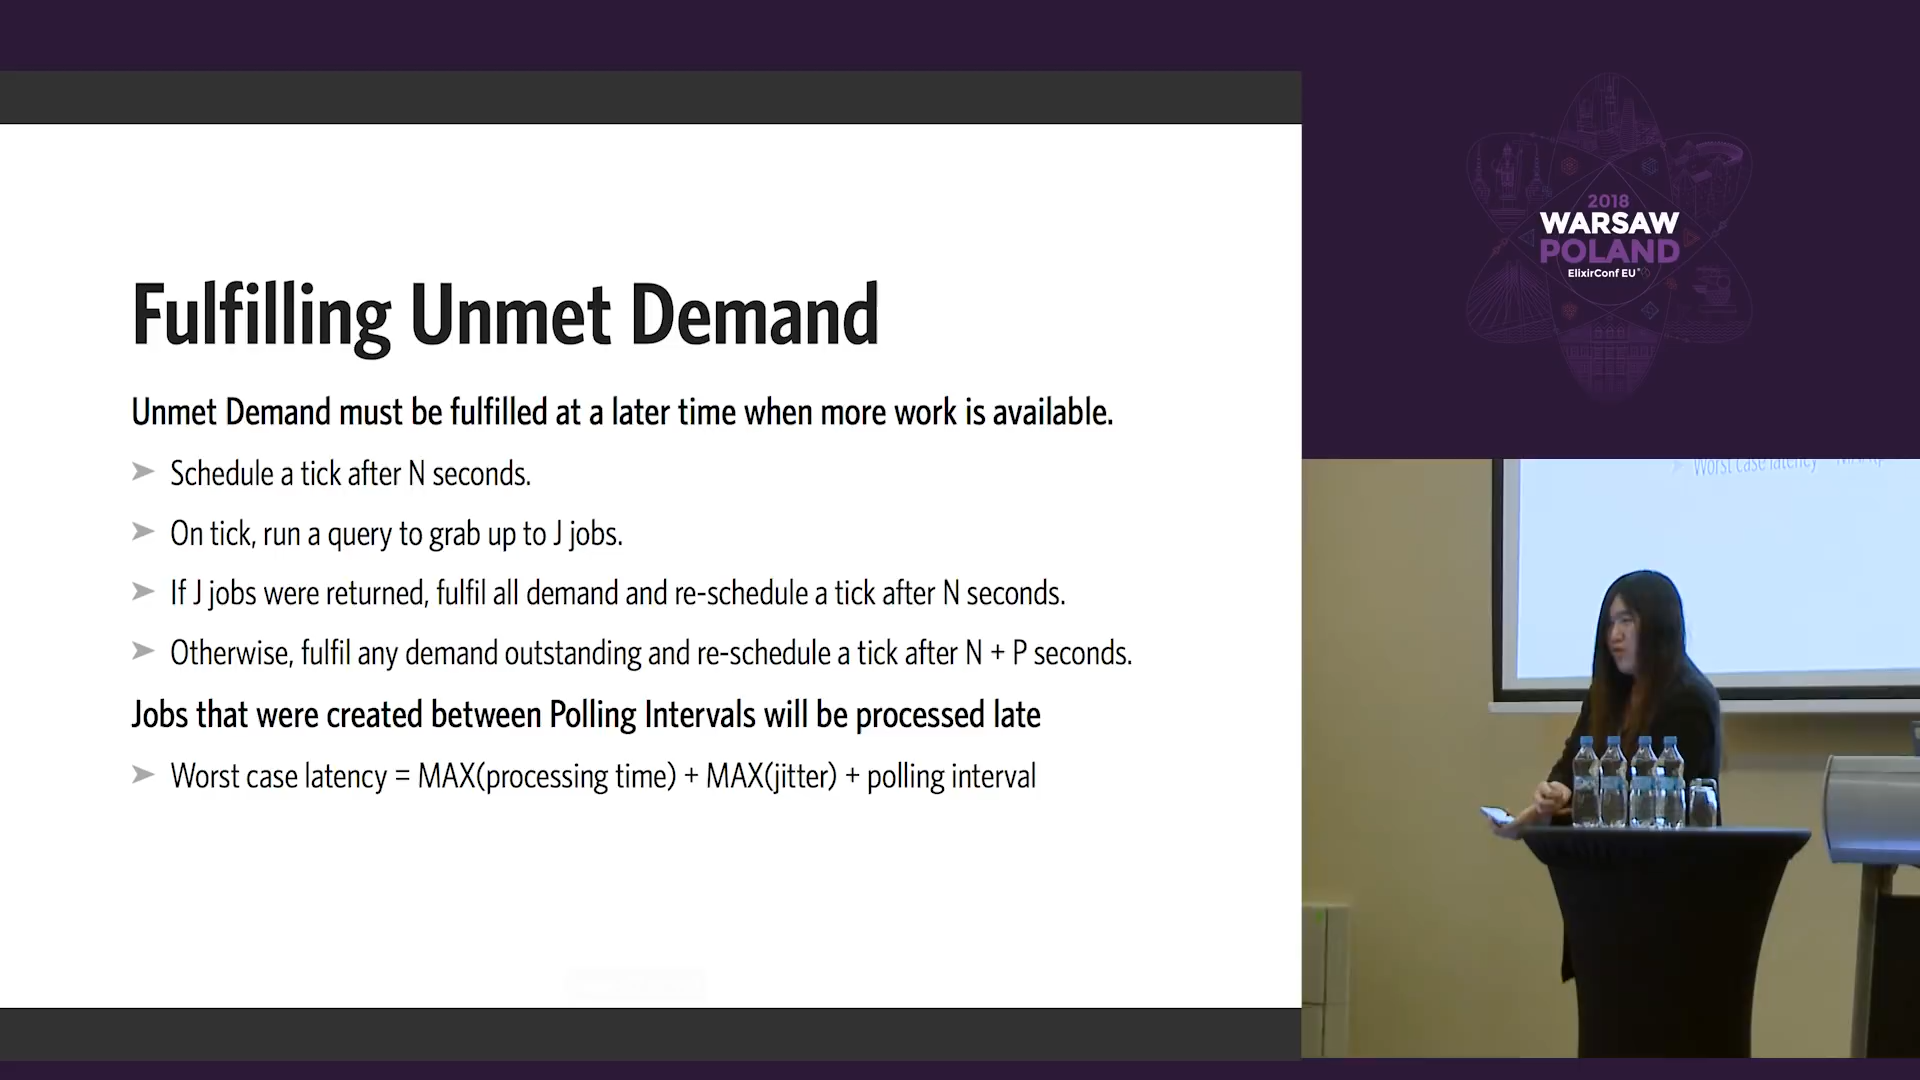 Fulfilling Unmet Demand
Unmet Demand must be fulfilled at a later time when more work is available.
Schedule a tick after N seconds.
On tick, run a query to grab up to J jobs.
If J jobs were returned, fulfil all demand and re-schedule a tick after N seconds.
Otherwise, fulfil any demand outstanding and re-schedule a tick after N + P seconds.
Jobs that were created between Polling Intervals will be processed late
Worst case latency = MAX(processing time) + MAX(jitter) + polling interval
2018
WARSAW
POLAND
ElixirConf EU
Worst case latency